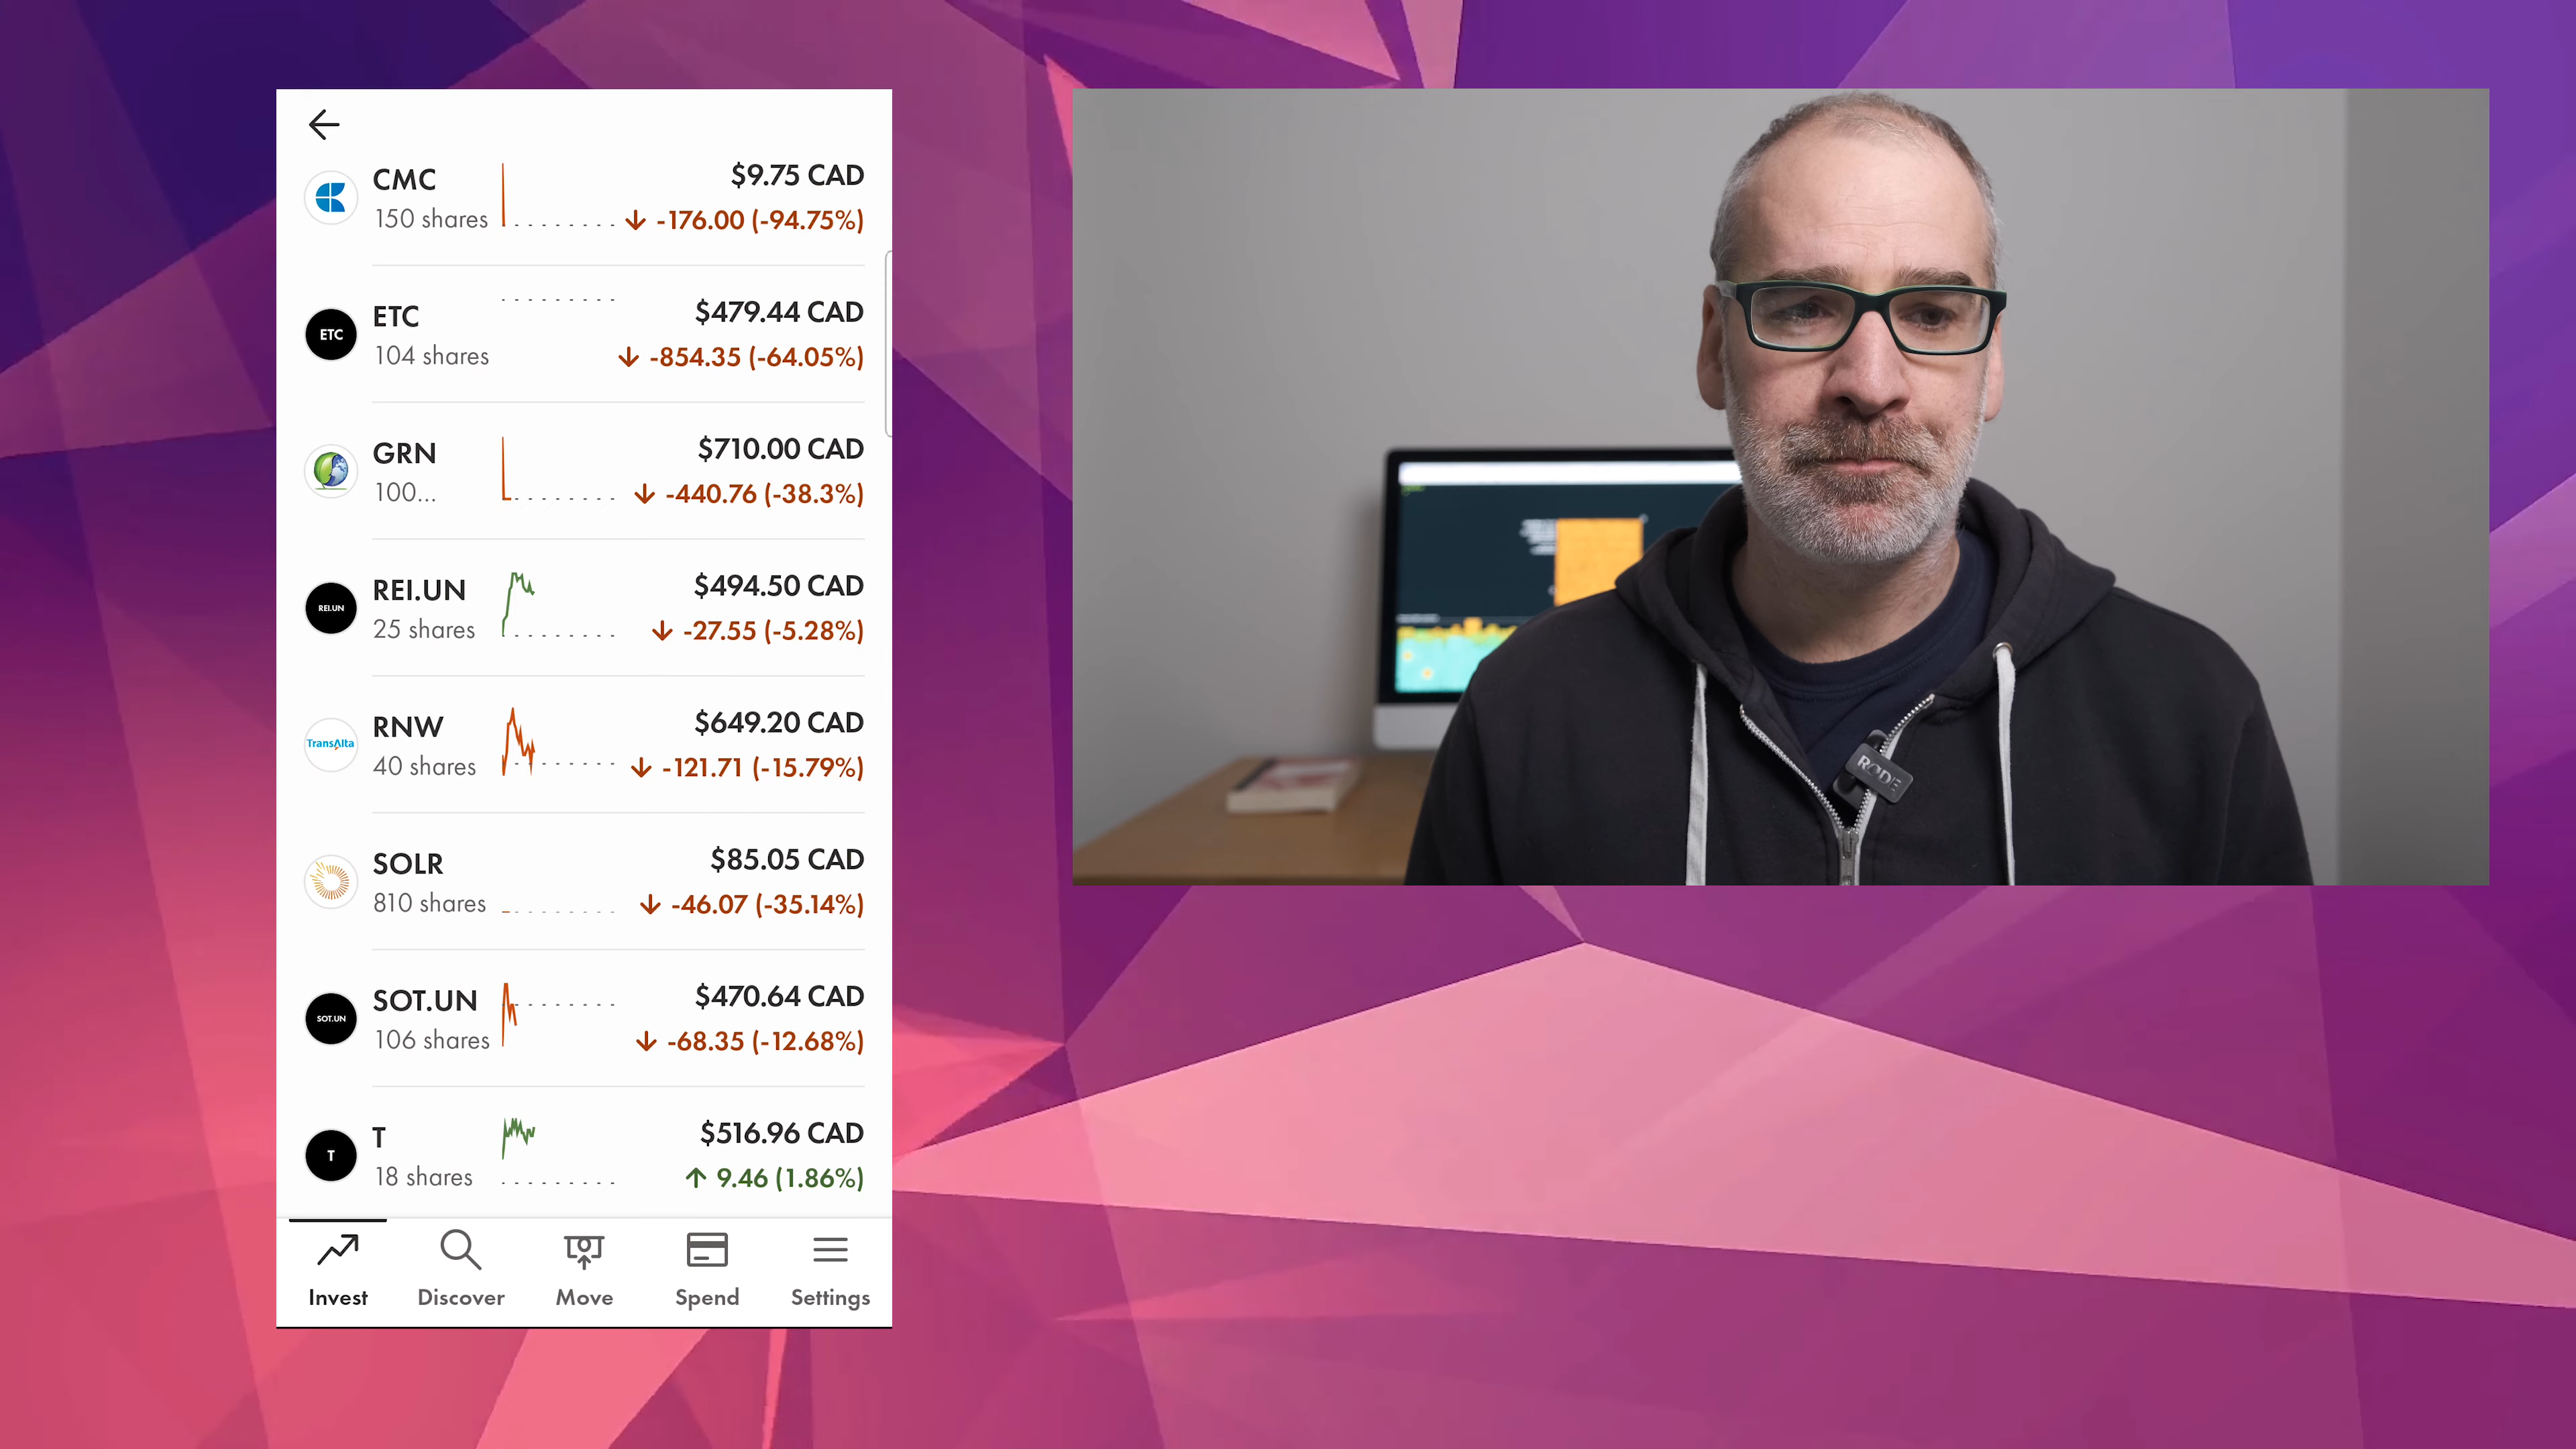 CMC
$9.75 CAD
150 shares
-176.00 (-94.75%)
ETC
ETC
$479.44 CAD
104 shares
-854.35 (-64.05%)
GRN
$710.00 CAD
100...
-440.76 (-38.3%)
REI.UN
REI.UN
$494.50 CAD
25 shares
-27.55 (-5.28%)
TransAlta
RNW
$649.20 CAD
40 shares
-121.71 (-15.79%)
SOLR
$85.05 CAD
810 shares
-46.07 (-35.14%)
SOT.UN
SOT.UN
$470.64 CAD
106 shares
-68.35 (-12.68%)
T
T
$516.96 CAD
18 shares
9.46 (1.86%)
Invest
Discover
Move
Spend
Settings
RODE